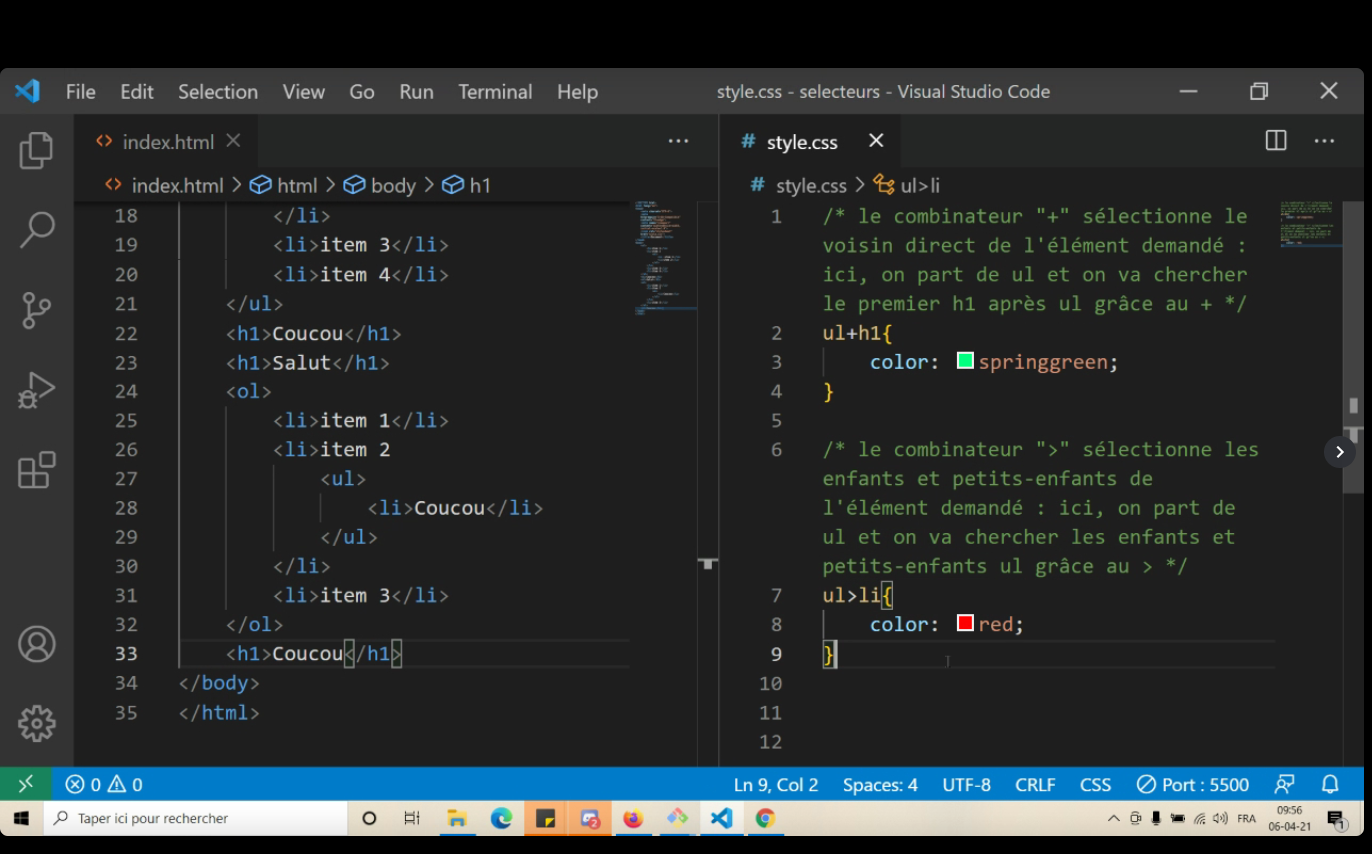 File Edit Selection View Go Run Terminal Help
style.css - selecteurs - Visual Studio Code
index.html
index.html > html > body > h1
18 </li>
19 <li>item 3</li>
20 <li>item 4</li>
21 </ul>
22 <h1>Coucou</h1>
23 <h1>Salut</h1>
24 <ol>
25 <li>item 1</li>
26 <li>item 2
27 <ul>
28 <li>Coucou</li>
29 </ul>
30 </li>
31 <li>item 3</li>
32 </ol>
33 <h1>Coucou</h1>
34 </body>
35 </html>
# style.css
# style.css > ul>li
1 /* le combinateur "+" sélectionne le
voisin direct de l'élément demandé :
ici, on part de ul et on va chercher
le premier h1 après ul grâce au + */
2 ul+h1{
3 color: springgreen;
4 }
5
6 /* le combinateur ">" sélectionne les
enfants et petits-enfants de
l'élément demandé : ici, on part de
ul et on va chercher les enfants et
petits-enfants ul grâce au > */
7 ul>li{
8 color: red;
9 }
10
11
12
0 0
Ln 9, Col 2 Spaces: 4 UTF-8 CRLF CSS Port : 5500
Taper ici pour rechercher
FRA
09:56
06-04-21
1